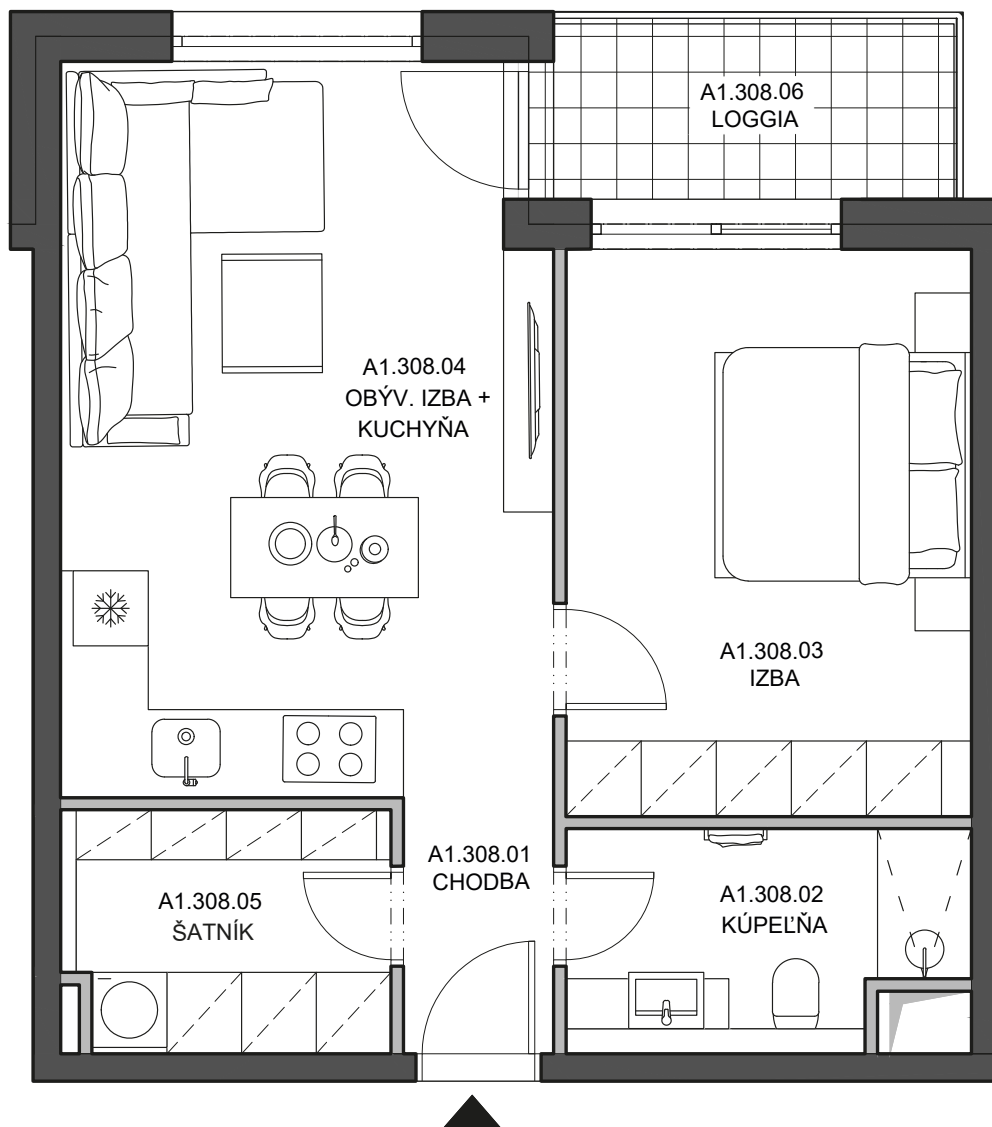 A1.308.06
LOGGIA
A1.308.04
OBÝV. IZBA +
KUCHYŇA
A1.308.03
IZBA
A1.308.01
CHODBA
A1.308.05
ŠATNÍK
A1.308.02
KÚPEĽŇA